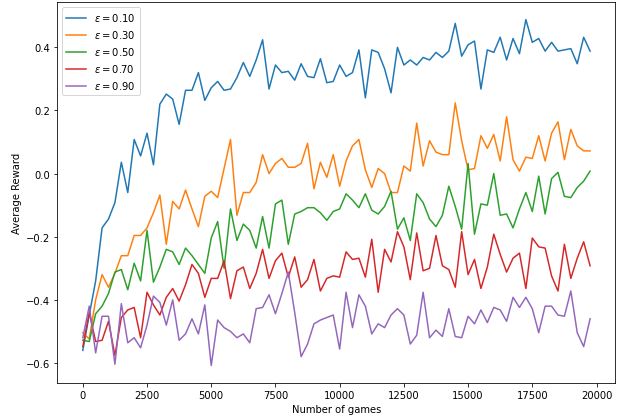 ε = 0.10
ε = 0.30
ε = 0.50
ε = 0.70
ε = 0.90
0.4
0.2
0.0
−0.2
−0.4
−0.6
Average Reward
0 2500 5000 7500 10000 12500 15000 17500 20000
Number of games